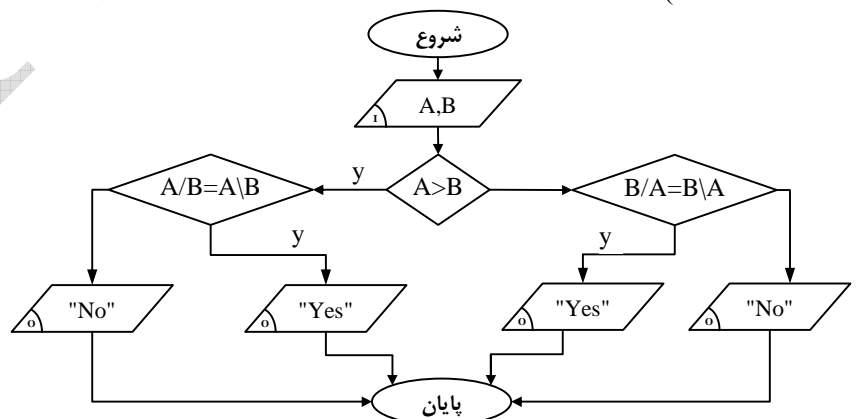 (
شروع
A,B
I
A/B=A\B
y
A>B
B/A=B\A
y
y
"No"
O
"Yes"
O
"Yes"
O
"No"
O
پایان